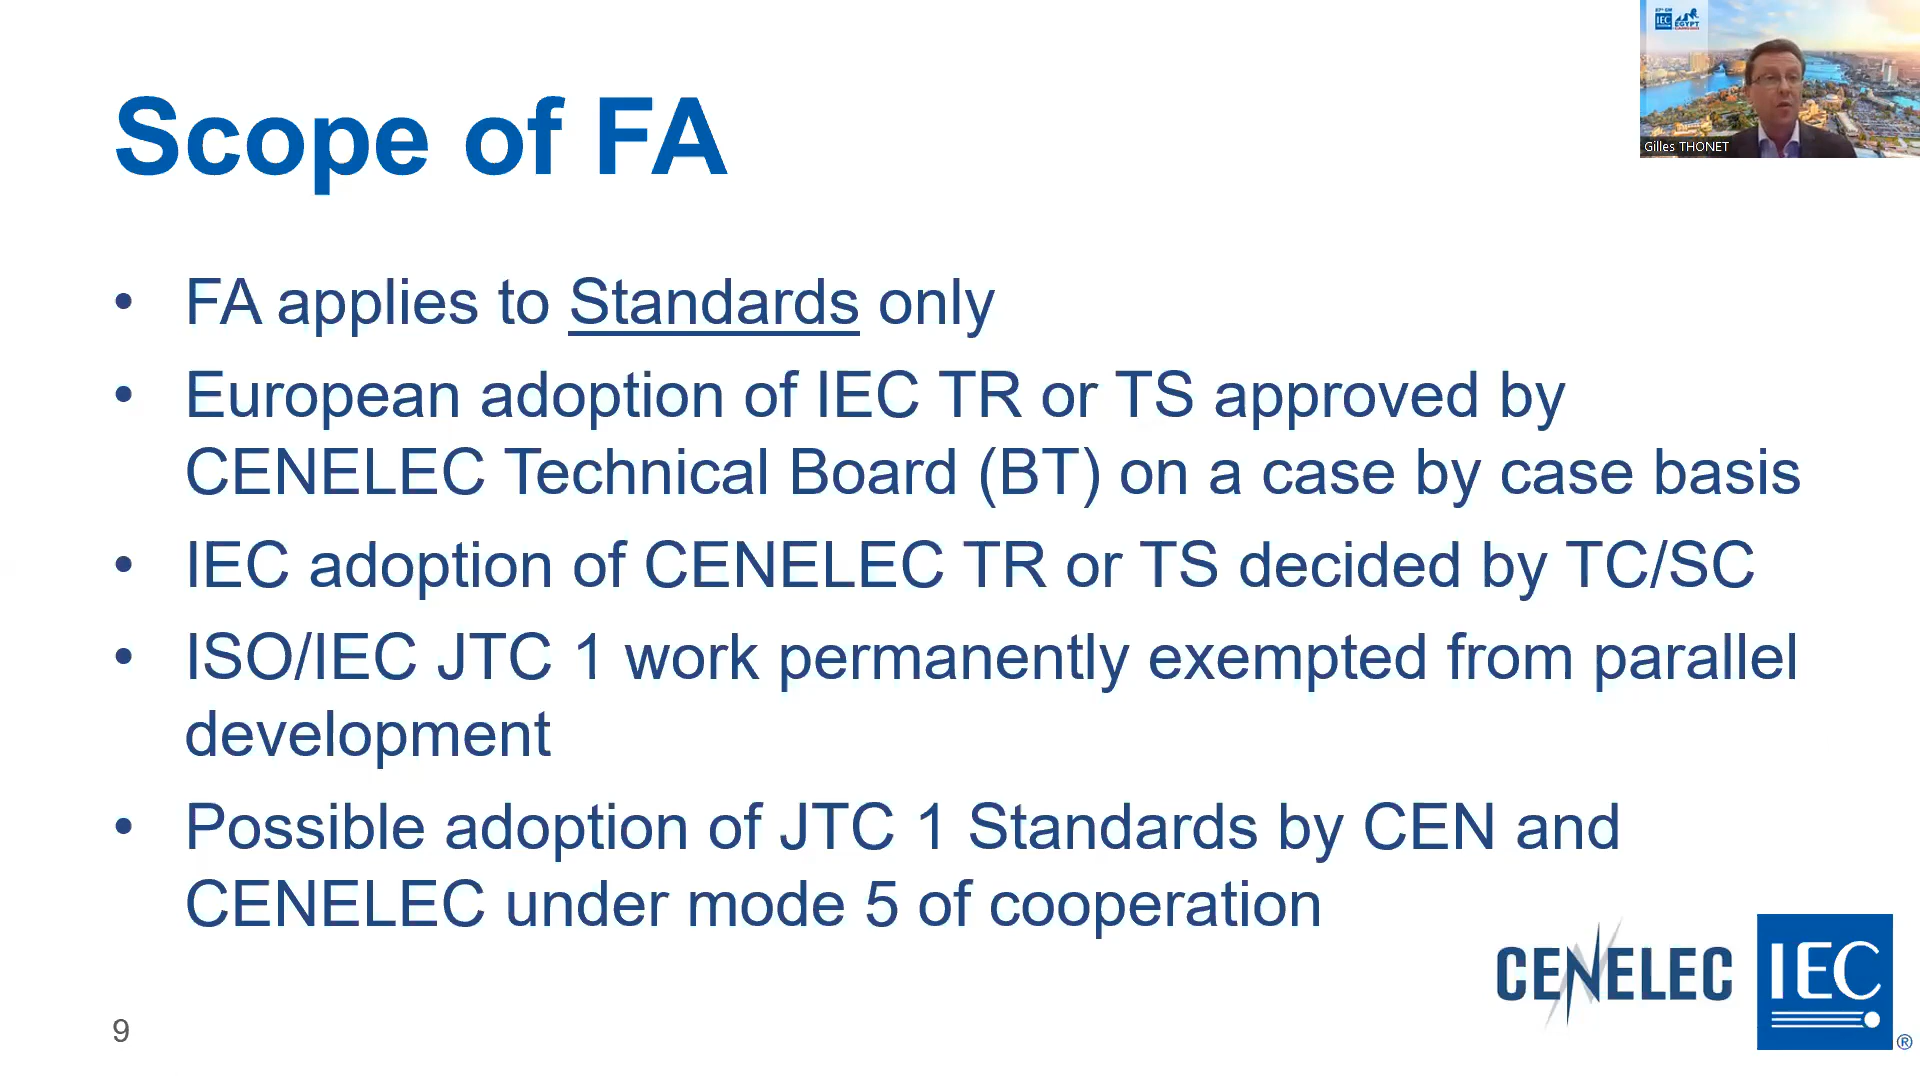 IEC
EGYPT
Gilles THONET
Scope of FA
• FA applies to Standards only
• European adoption of IEC TR or TS approved by
CENELEC Technical Board (BT) on a case by case basis
• IEC adoption of CENELEC TR or TS decided by TC/SC
• ISO/IEC JTC 1 work permanently exempted from parallel
development
• Possible adoption of JTC 1 Standards by CEN and
CENELEC under mode 5 of cooperation
CENELEC
IEC
®
9